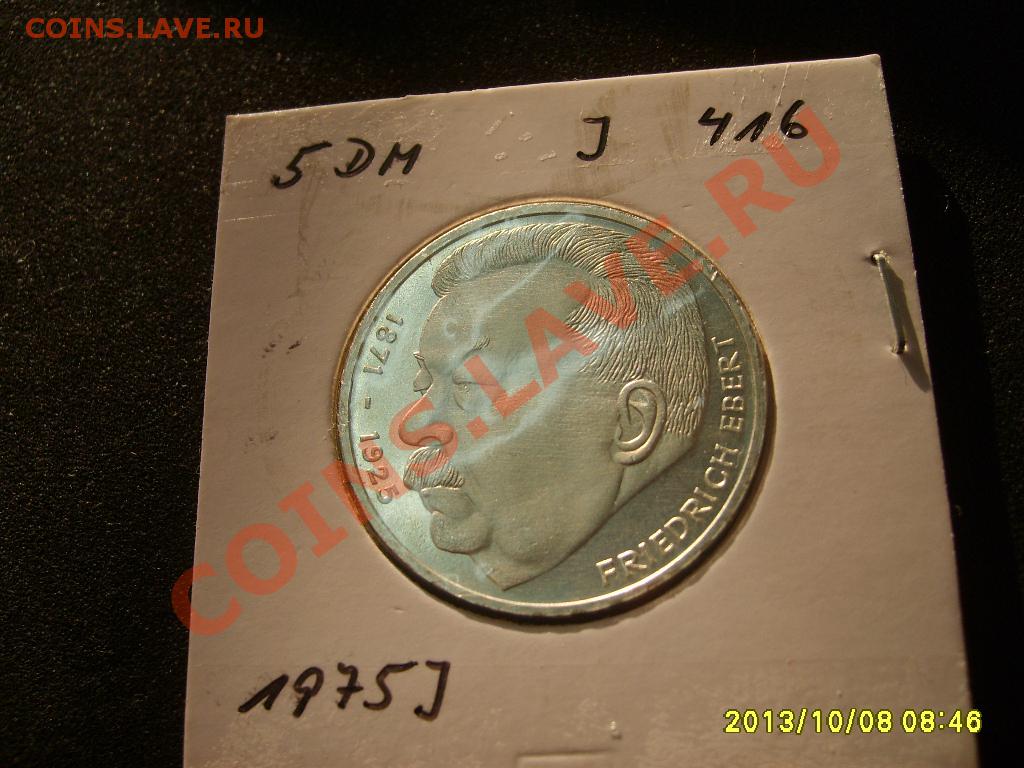 COINS.LAVE.RU
5 DM J 416
1871 - 1925
FRIEDRICH EBERT
COINS.LAVE.RU
1975 J
2013/10/08 08:46